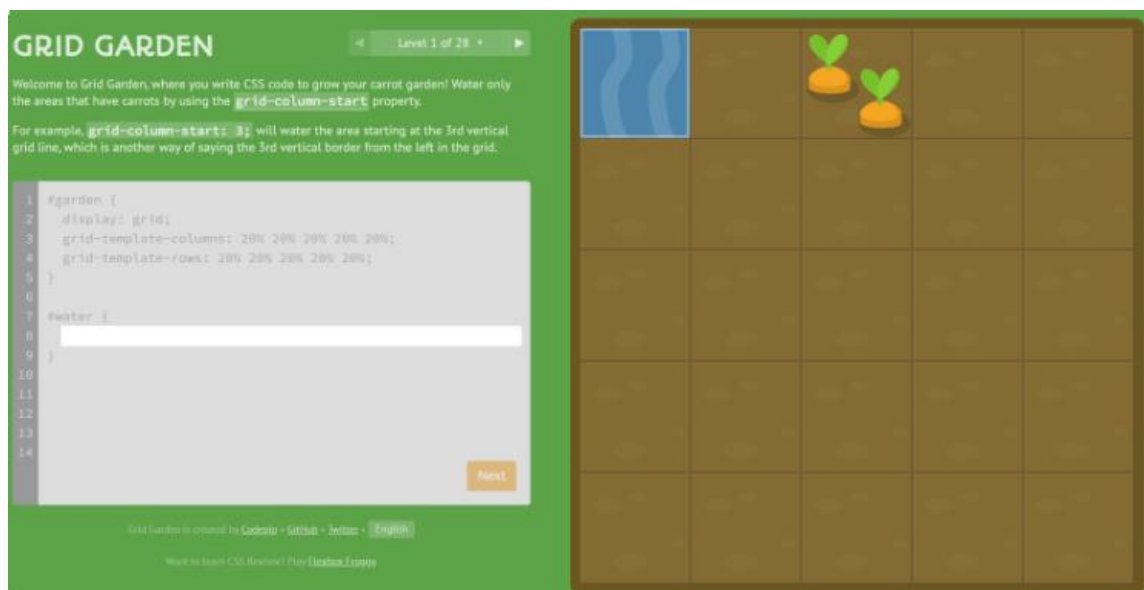 GRID GARDEN
◀ Level 1 of 28 ▾ ▶
Welcome to Grid Garden, where you write CSS code to grow your carrot garden! Water only
the areas that have carrots by using the grid-column-start property.
For example, grid-column-start: 3; will water the area starting at the 3rd vertical
grid line, which is another way of saying the 3rd vertical border from the left in the grid.
1 #garden {
2 display: grid;
3 grid-template-columns: 20% 20% 20% 20% 20%;
4 grid-template-rows: 20% 20% 20% 20% 20%;
5 }
6
7 #water {
8
9 }
10
11
12
13
14
Next
Grid Garden is created by Codepip • GitHub • Twitter • English
Want to learn CSS flexbox? Play Flexbox Froggy